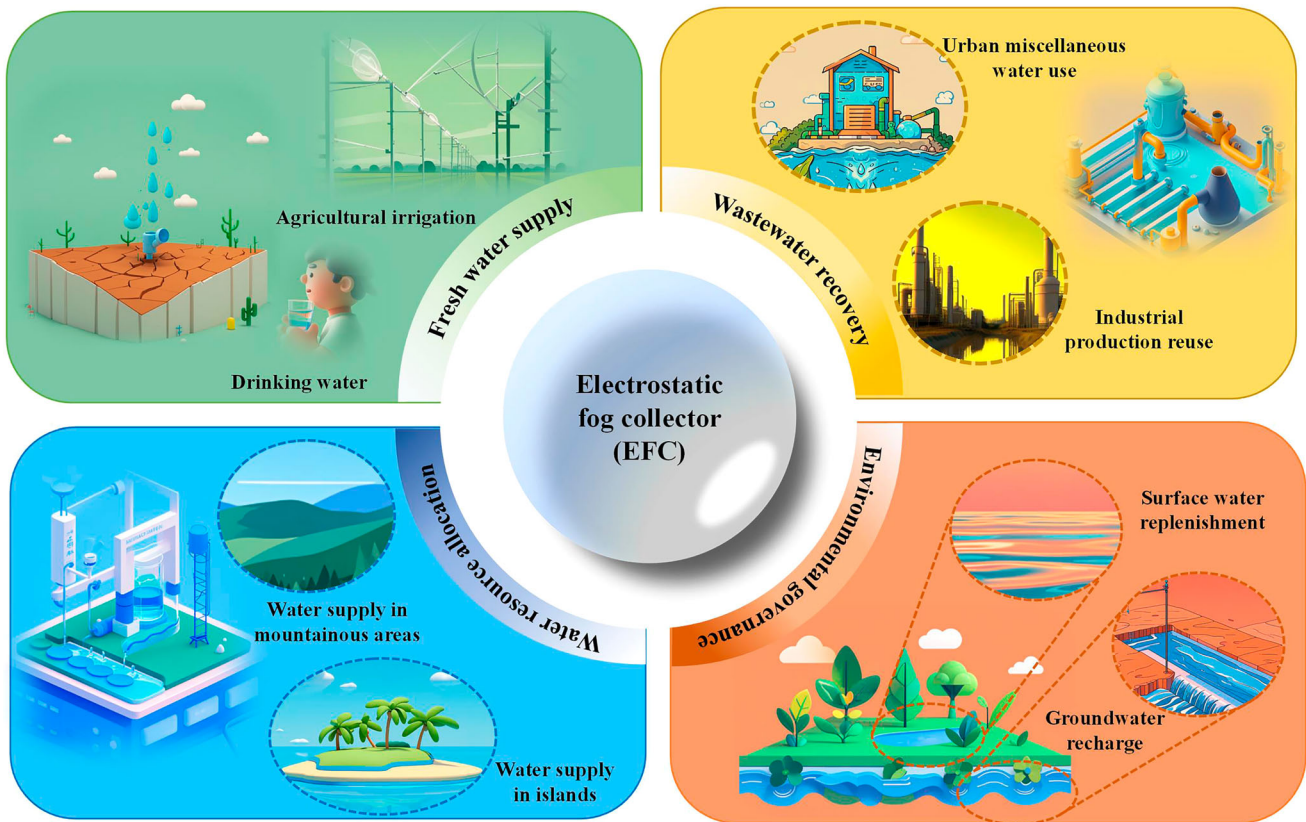 Urban miscellaneous
water use
Agricultural irrigation
Drinking water
Fresh water supply
Wastewater recovery
Industrial
production reuse
Electrostatic
fog collector
(EFC)
Water resource allocation
Water supply in
mountainous areas
Water supply
in islands
Environmental governance
Surface water
replenishment
Groundwater
recharge